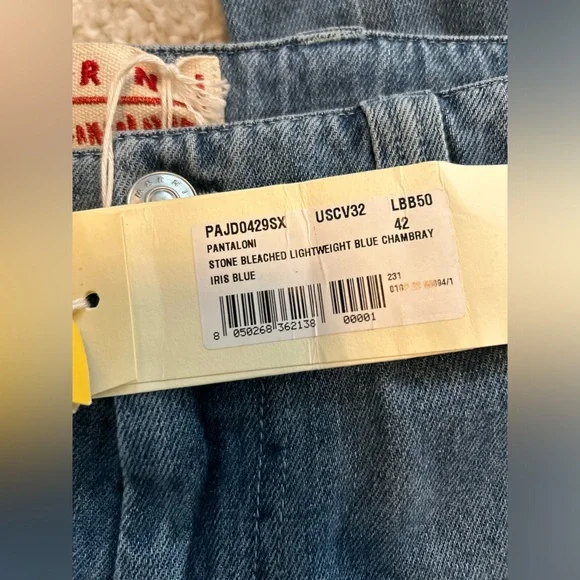 R N I
PAJD0429SX USCV32 LBB50
PANTALONI 42
STONE BLEACHED LIGHTWEIGHT BLUE CHAMBRAY
IRIS BLUE
231
8 050268 362138 00001